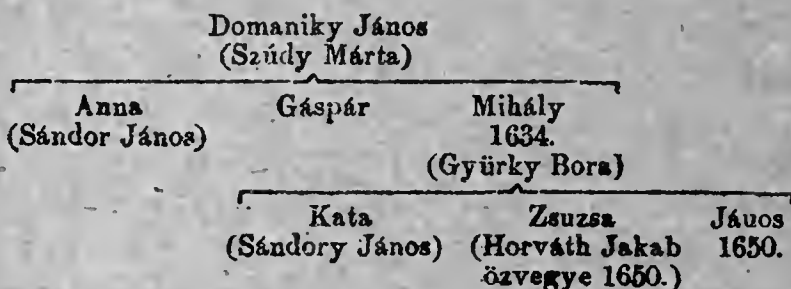 Domaniky János
(Szúdy Márta)
Anna Gáspár Mihály
(Sándor János) 1634.
(Gyürky Bora)
Kata Zsuzsa János
(Sándory János) (Horváth Jakab 1650.
özvegye 1650.)